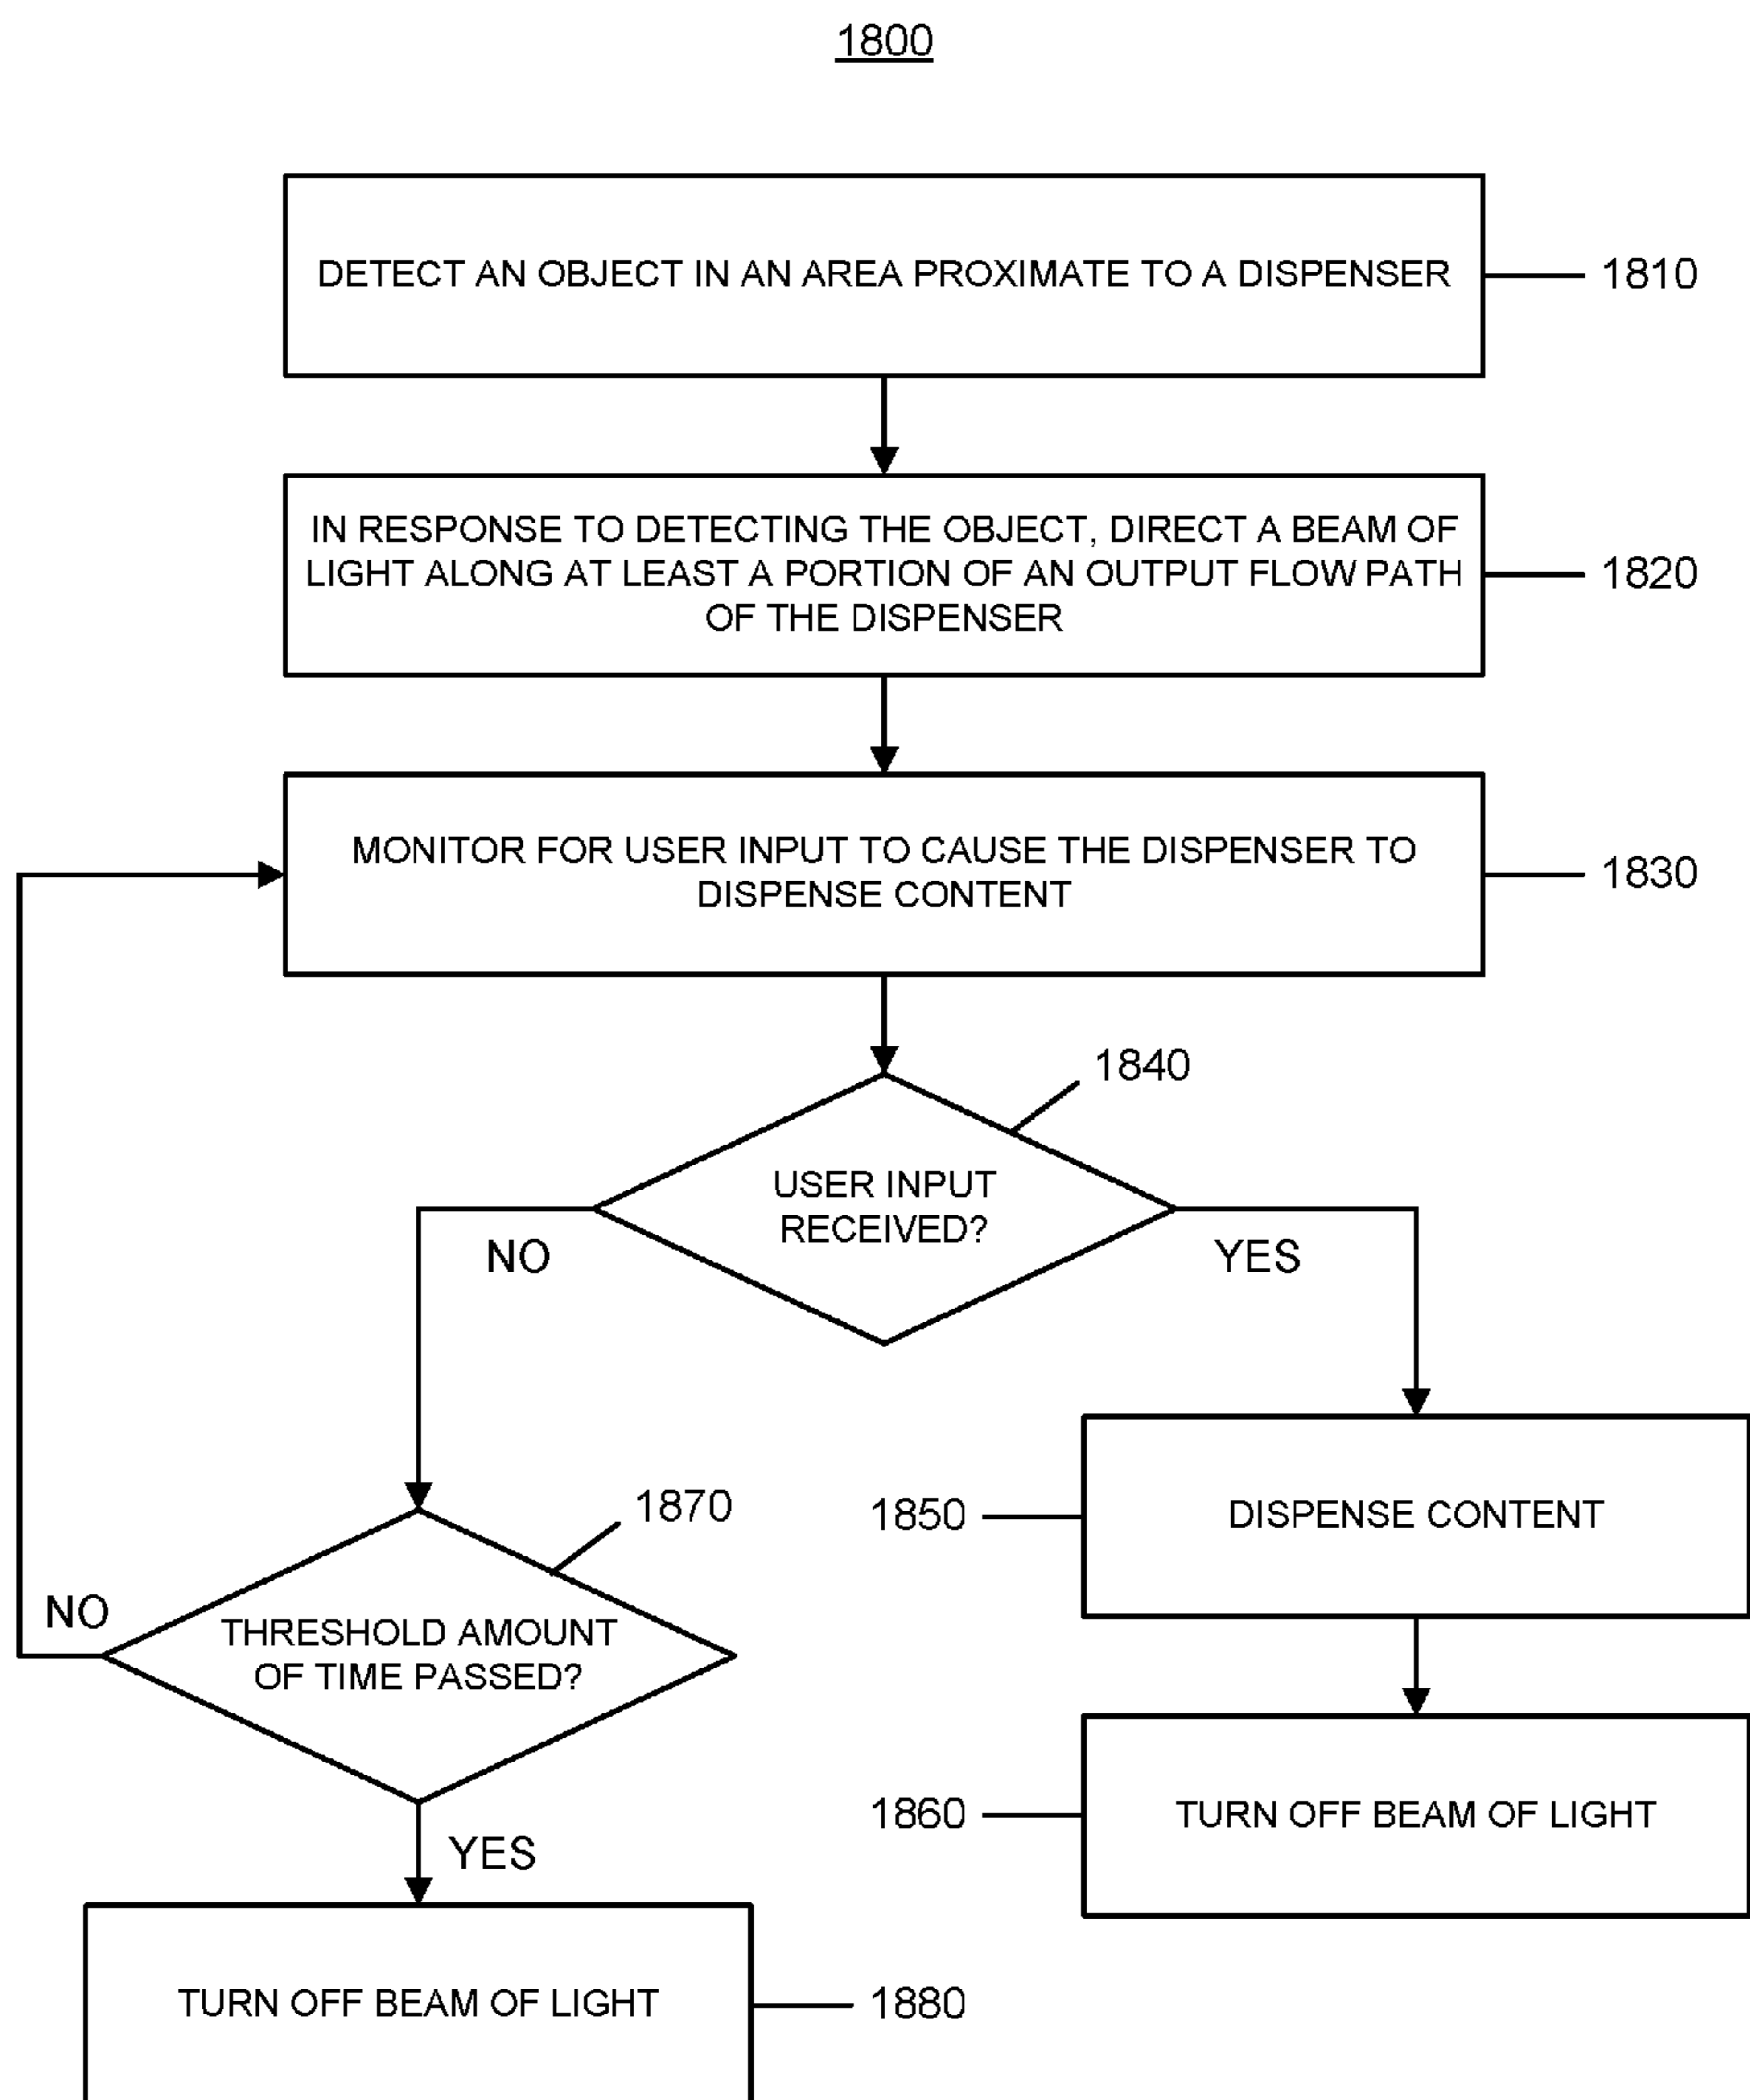 1800
DETECT AN OBJECT IN AN AREA PROXIMATE TO A DISPENSER
1810
IN RESPONSE TO DETECTING THE OBJECT, DIRECT A BEAM OF
LIGHT ALONG AT LEAST A PORTION OF AN OUTPUT FLOW PATH
OF THE DISPENSER
1820
MONITOR FOR USER INPUT TO CAUSE THE DISPENSER TO
DISPENSE CONTENT
1830
1840
USER INPUT
RECEIVED?
NO
YES
1870
1850
DISPENSE CONTENT
NO
THRESHOLD AMOUNT
OF TIME PASSED?
1860
TURN OFF BEAM OF LIGHT
YES
TURN OFF BEAM OF LIGHT
1880